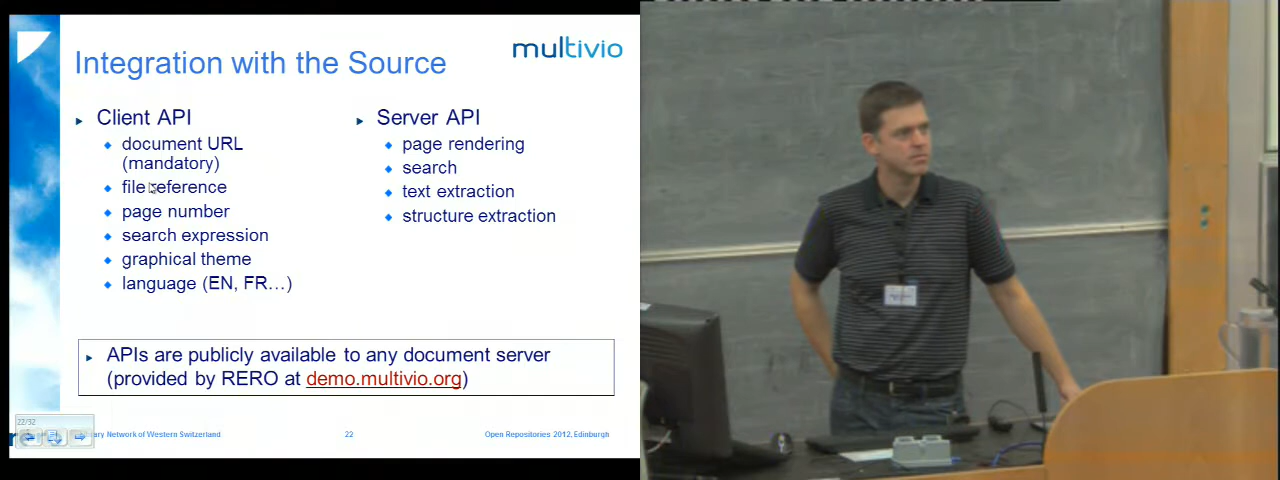 Integration with the Source
multivio
Client API
document URL
(mandatory)
file reference
page number
search expression
graphical theme
language (EN, FR…)
Server API
page rendering
search
text extraction
structure extraction
APIs are publicly available to any document server
(provided by RERO at demo.multivio.org)
22/32
Network of Western Switzerland
22
Open Repositories 2012, Edinburgh